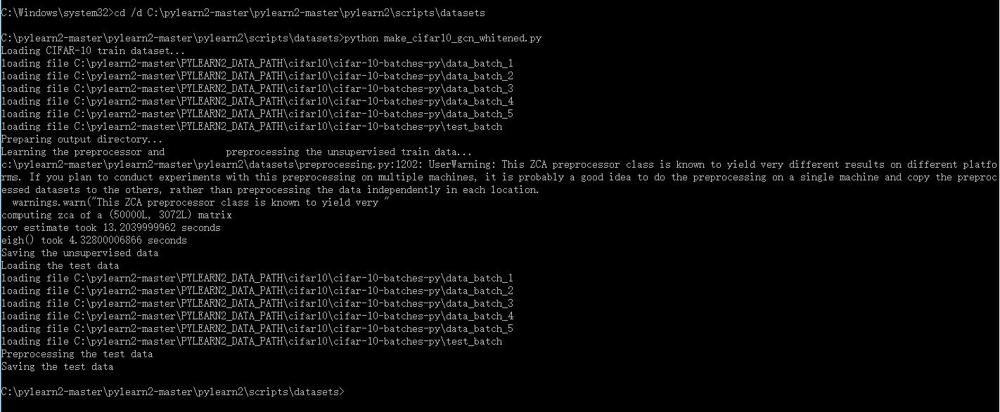 C:\Windows\system32>cd /d C:\pylearn2-master\pylearn2-master\pylearn2\scripts\datasets
C:\pylearn2-master\pylearn2-master\pylearn2\scripts\datasets>python make_cifar10_gcn_whitened.py
Loading CIFAR-10 train dataset...
loading file C:\pylearn2-master\PYLEARN2_DATA_PATH\cifar10\cifar-10-batches-py\data_batch_1
loading file C:\pylearn2-master\PYLEARN2_DATA_PATH\cifar10\cifar-10-batches-py\data_batch_2
loading file C:\pylearn2-master\PYLEARN2_DATA_PATH\cifar10\cifar-10-batches-py\data_batch_3
loading file C:\pylearn2-master\PYLEARN2_DATA_PATH\cifar10\cifar-10-batches-py\data_batch_4
loading file C:\pylearn2-master\PYLEARN2_DATA_PATH\cifar10\cifar-10-batches-py\data_batch_5
loading file C:\pylearn2-master\PYLEARN2_DATA_PATH\cifar10\cifar-10-batches-py\test_batch
Preparing output directory...
Learning the preprocessor and           preprocessing the unsupervised train data...
c:\pylearn2-master\pylearn2-master\pylearn2\datasets\preprocessing.py:1202: UserWarning: This ZCA preprocessor class is known to yield very different results on different platfo
rms. If you plan to conduct experiments with this preprocessing on multiple machines, it is probably a good idea to do the preprocessing on a single machine and copy the preproc
essed datasets to the others, rather than preprocessing the data independently in each location.
  warnings.warn("This ZCA preprocessor class is known to yield very "
computing zca of a (50000L, 3072L) matrix
cov estimate took 13.2039999962 seconds
eigh() took 4.32800006866 seconds
Saving the unsupervised data
Loading the test data
loading file C:\pylearn2-master\PYLEARN2_DATA_PATH\cifar10\cifar-10-batches-py\data_batch_1
loading file C:\pylearn2-master\PYLEARN2_DATA_PATH\cifar10\cifar-10-batches-py\data_batch_2
loading file C:\pylearn2-master\PYLEARN2_DATA_PATH\cifar10\cifar-10-batches-py\data_batch_3
loading file C:\pylearn2-master\PYLEARN2_DATA_PATH\cifar10\cifar-10-batches-py\data_batch_4
loading file C:\pylearn2-master\PYLEARN2_DATA_PATH\cifar10\cifar-10-batches-py\data_batch_5
loading file C:\pylearn2-master\PYLEARN2_DATA_PATH\cifar10\cifar-10-batches-py\test_batch
Preprocessing the test data
Saving the test data
C:\pylearn2-master\pylearn2-master\pylearn2\scripts\datasets>